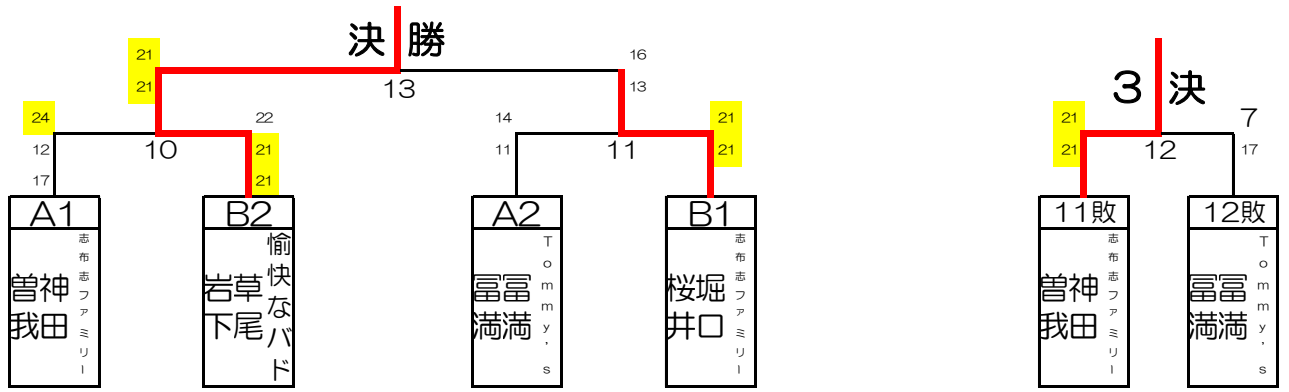 決勝
3決
21
21
16
13
13
24
12
17
22
21
21
14
11
21
21
21
21
7
17
10
11
12
A1
B2
A2
B1
11敗
12敗
神田
曽我
志布志ファミリー
草尾
岩下
愉快なバド
冨満
冨満
Tommy's
堀口
桜井
志布志ファミリー
神田
曽我
志布志ファミリー
冨満
冨満
Tommy's